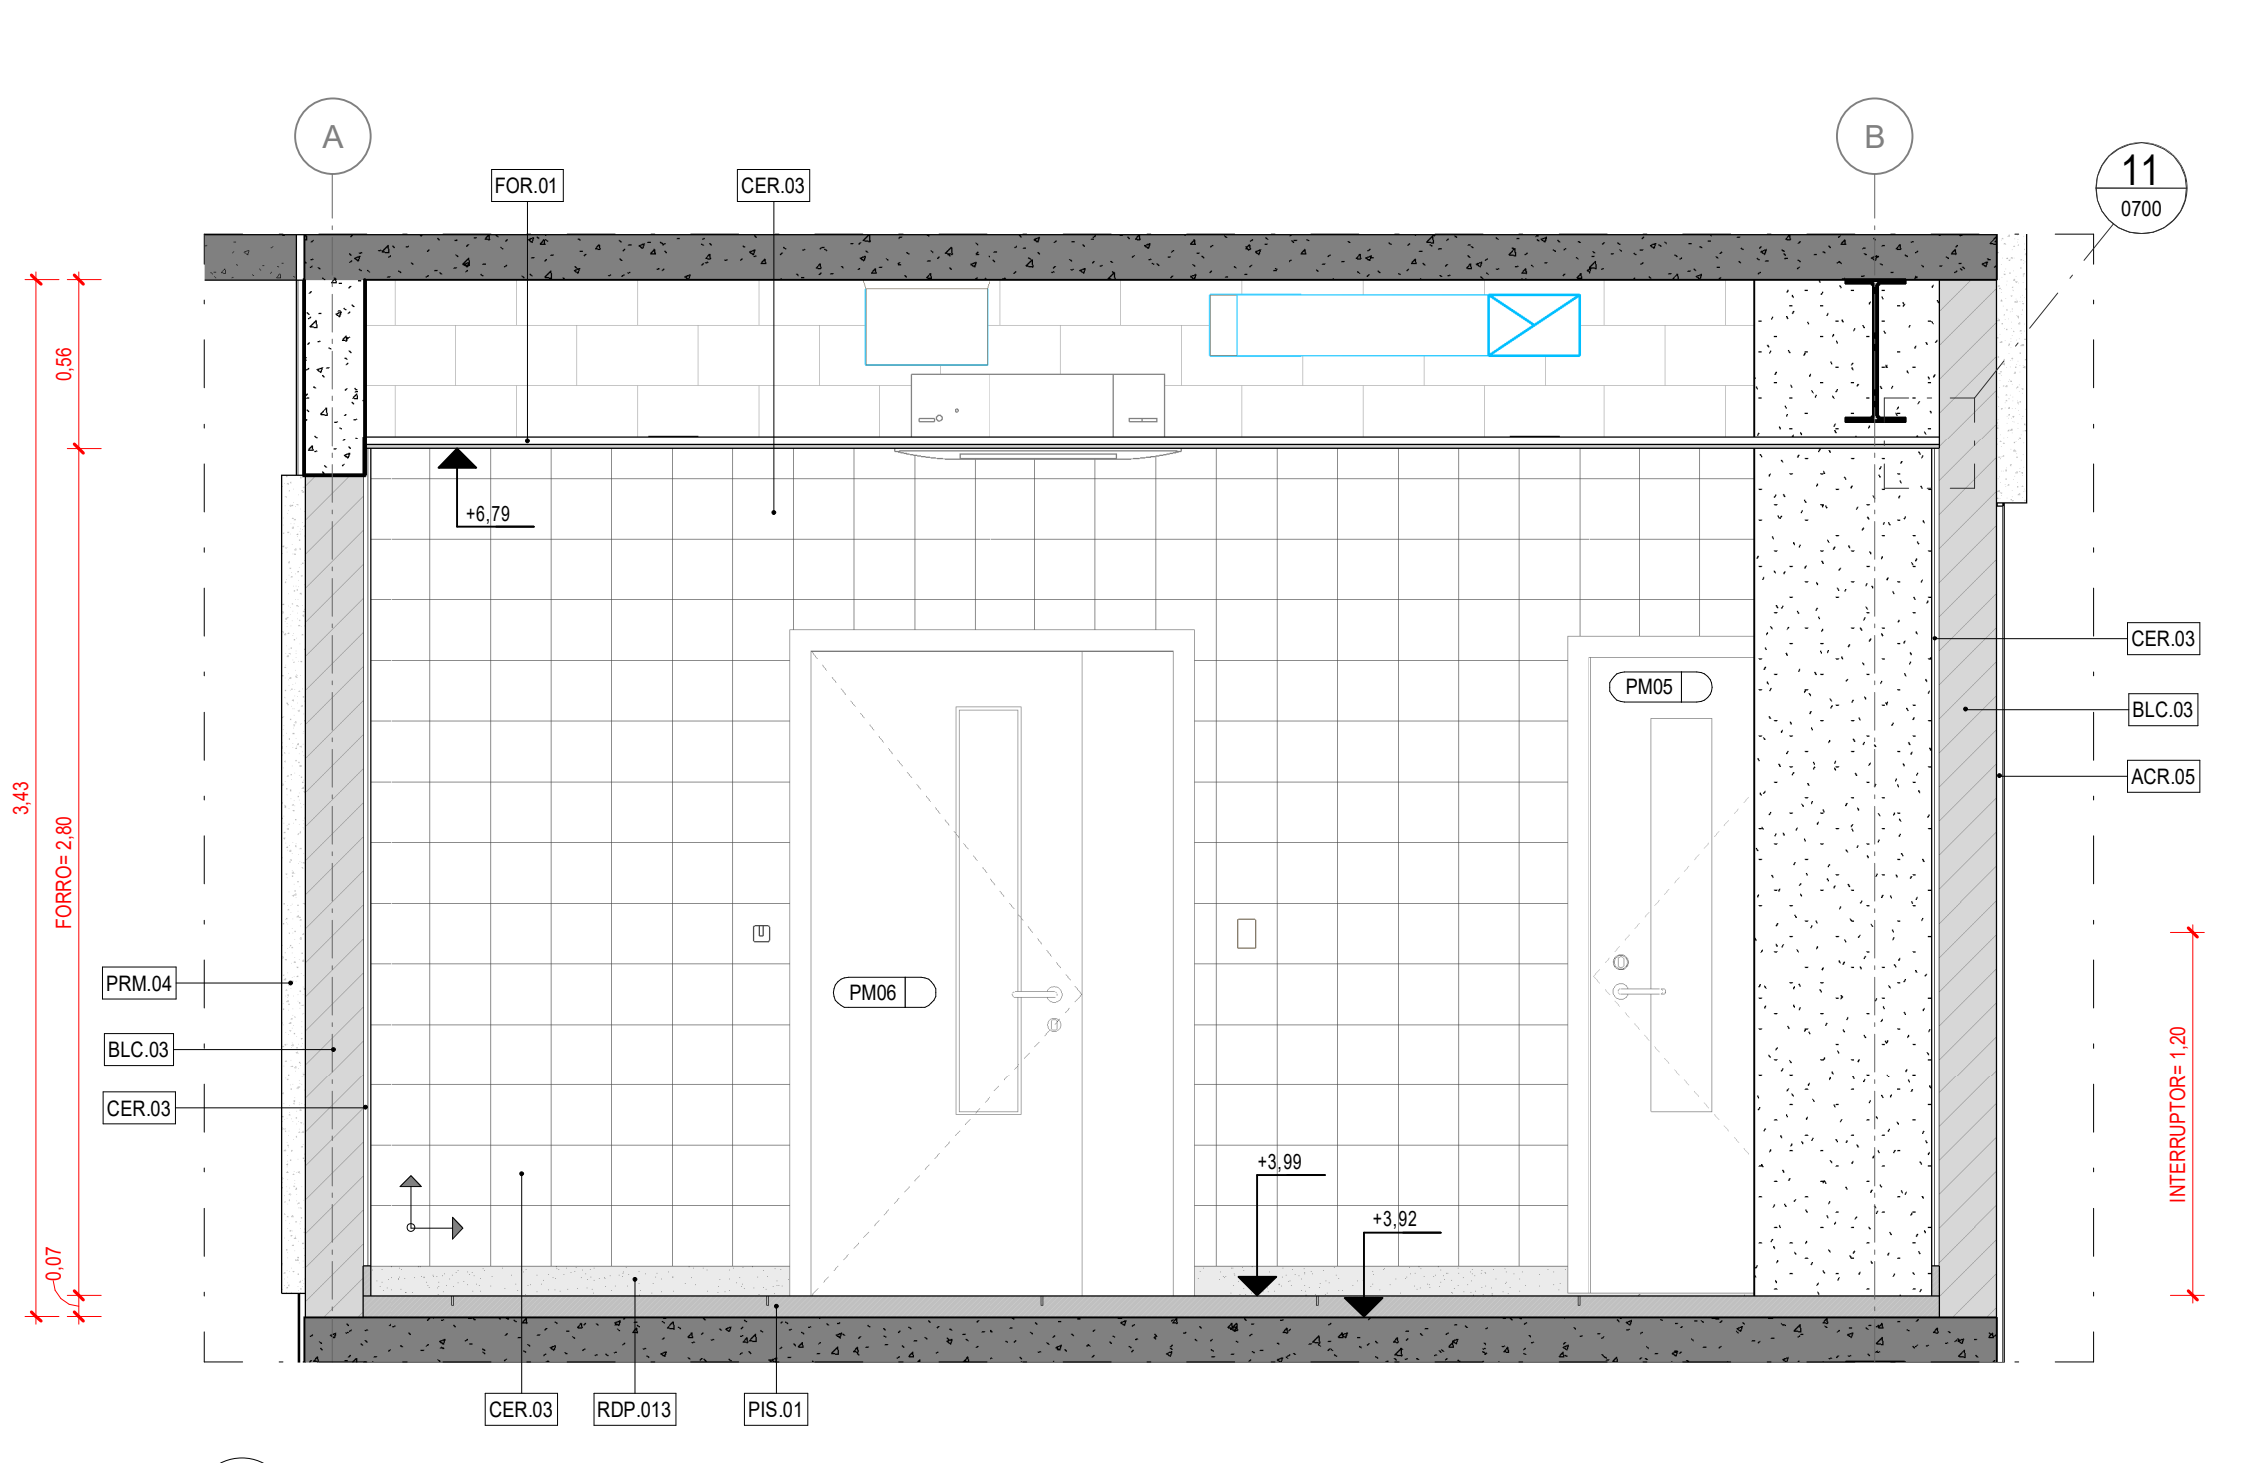 A
B
11
0700
FOR.01
CER.03
0,56
+6,79
CER.03
PM05
BLC.03
ACR.05
3,43
FORRO= 2,80
PRM.04
PM06
BLC.03
INTERRUPTOR= 1,20
CER.03
+3,99
+3,92
0,07
CER.03
RDP.013
PIS.01